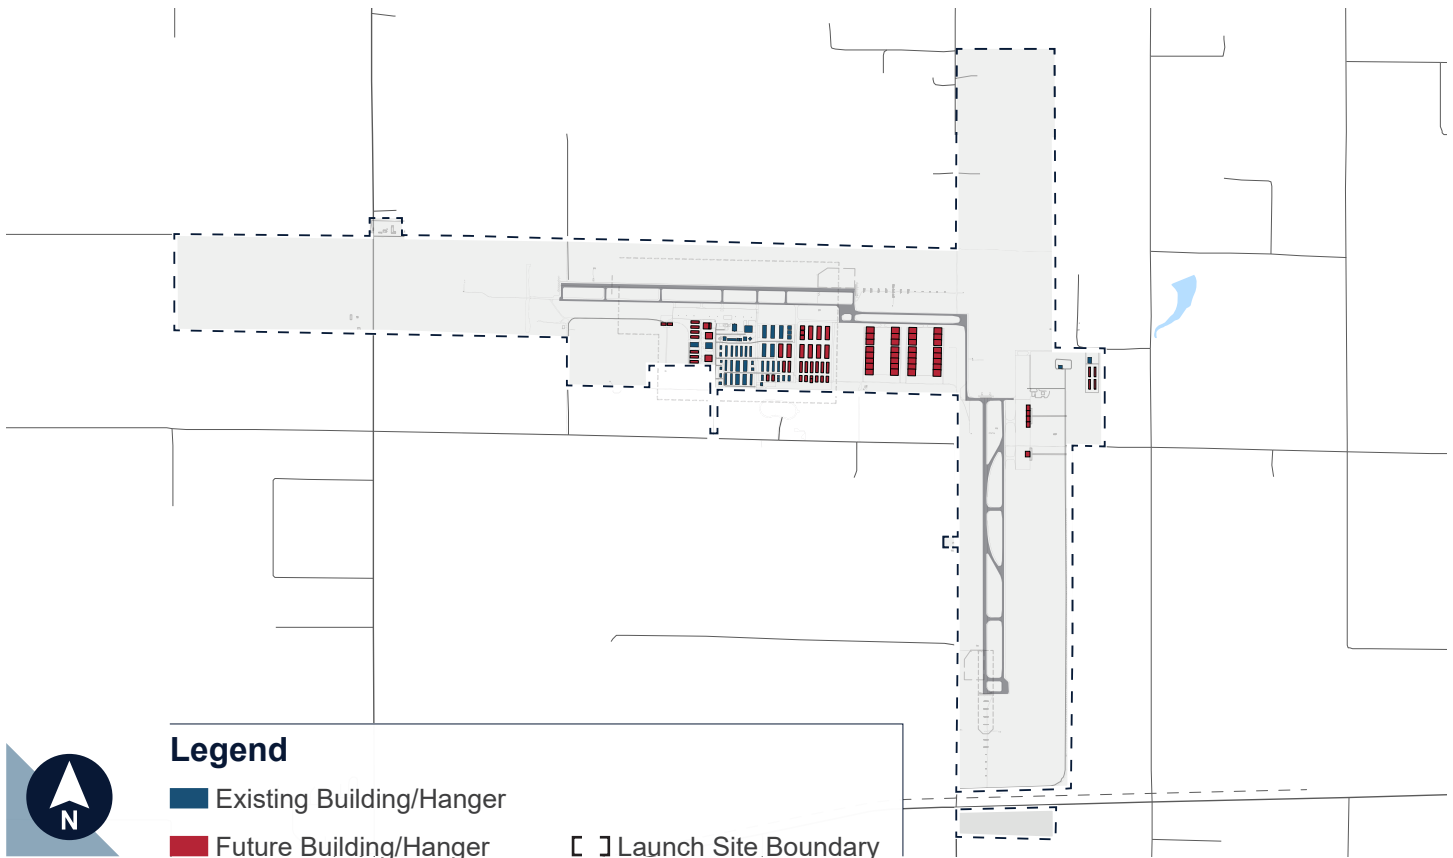 Legend
Existing Building/Hanger
Future Building/Hanger
Launch Site Boundary
N